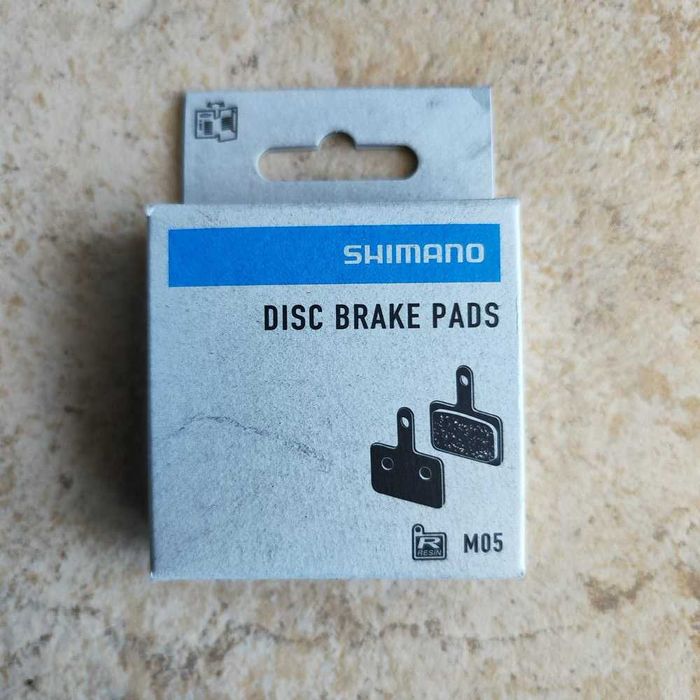 SHIMANO
DISC BRAKE PADS
R
RESIN
M05